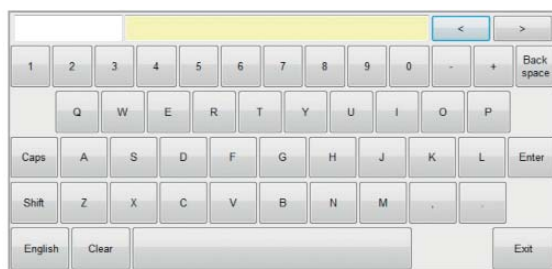 < >
1 2 3 4 5 6 7 8 9 0 - + Back space
Q W E R T Y U I O P
Caps A S D F G H J K L Enter
Shift Z X C V B N M , .
English Clear Exit